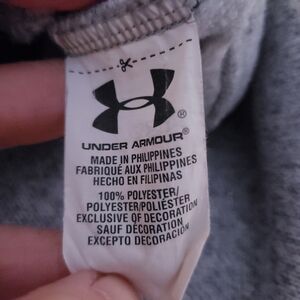 UNDER ARMOUR®
MADE IN PHILIPPINES
FABRIQUÉ AUX PHILIPPINES
HECHO EN FILIPINAS
100% POLYESTER/
POLYESTER/POLIÉSTER
EXCLUSIVE OF DECORATION
SAUF DÉCORATION
EXCEPTO DECORACIÓN